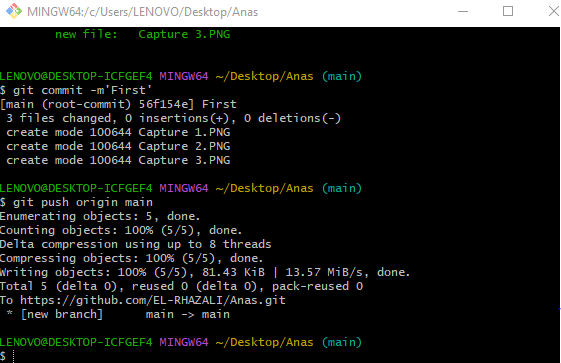 MINGW64:/c/Users/LENOVO/Desktop/Anas
new file:   Capture 3.PNG
LENOVO@DESKTOP-ICFGEF4 MINGW64 ~/Desktop/Anas (main)
$ git commit -m'First'
[main (root-commit) 56f154e] First
3 files changed, 0 insertions(+), 0 deletions(-)
create mode 100644 Capture 1.PNG
create mode 100644 Capture 2.PNG
create mode 100644 Capture 3.PNG
LENOVO@DESKTOP-ICFGEF4 MINGW64 ~/Desktop/Anas (main)
$ git push origin main
Enumerating objects: 5, done.
Counting objects: 100% (5/5), done.
Delta compression using up to 8 threads
Compressing objects: 100% (5/5), done.
Writing objects: 100% (5/5), 81.43 KiB | 13.57 MiB/s, done.
Total 5 (delta 0), reused 0 (delta 0), pack-reused 0
To https://github.com/EL-RHAZALI/Anas.git
* [new branch]      main -> main
LENOVO@DESKTOP-ICFGEF4 MINGW64 ~/Desktop/Anas (main)
$